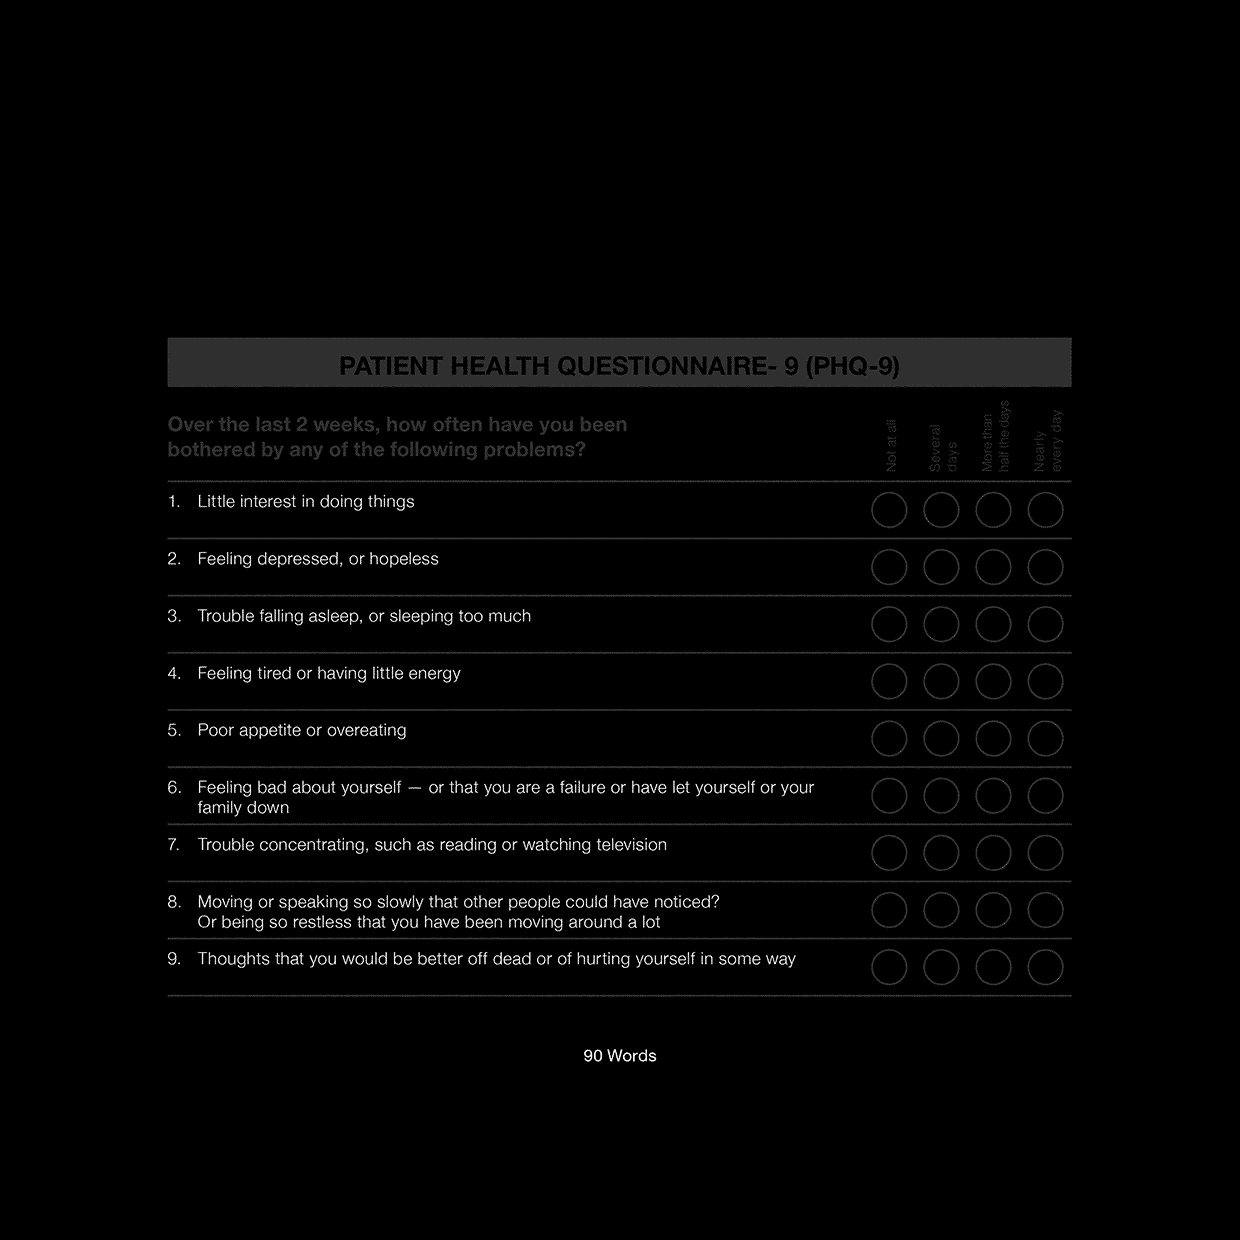 PATIENT HEALTH QUESTIONNAIRE- 9 (PHQ-9)
Over the last 2 weeks, how often have you been
bothered by any of the following problems?
Not at all
Several
days
More than
half the days
Nearly
every day
1. Little interest in doing things
2. Feeling depressed, or hopeless
3. Trouble falling asleep, or sleeping too much
4. Feeling tired or having little energy
5. Poor appetite or overeating
6. Feeling bad about yourself — or that you are a failure or have let yourself or your
family down
7. Trouble concentrating, such as reading or watching television
8. Moving or speaking so slowly that other people could have noticed?
Or being so restless that you have been moving around a lot
9. Thoughts that you would be better off dead or of hurting yourself in some way
90 Words